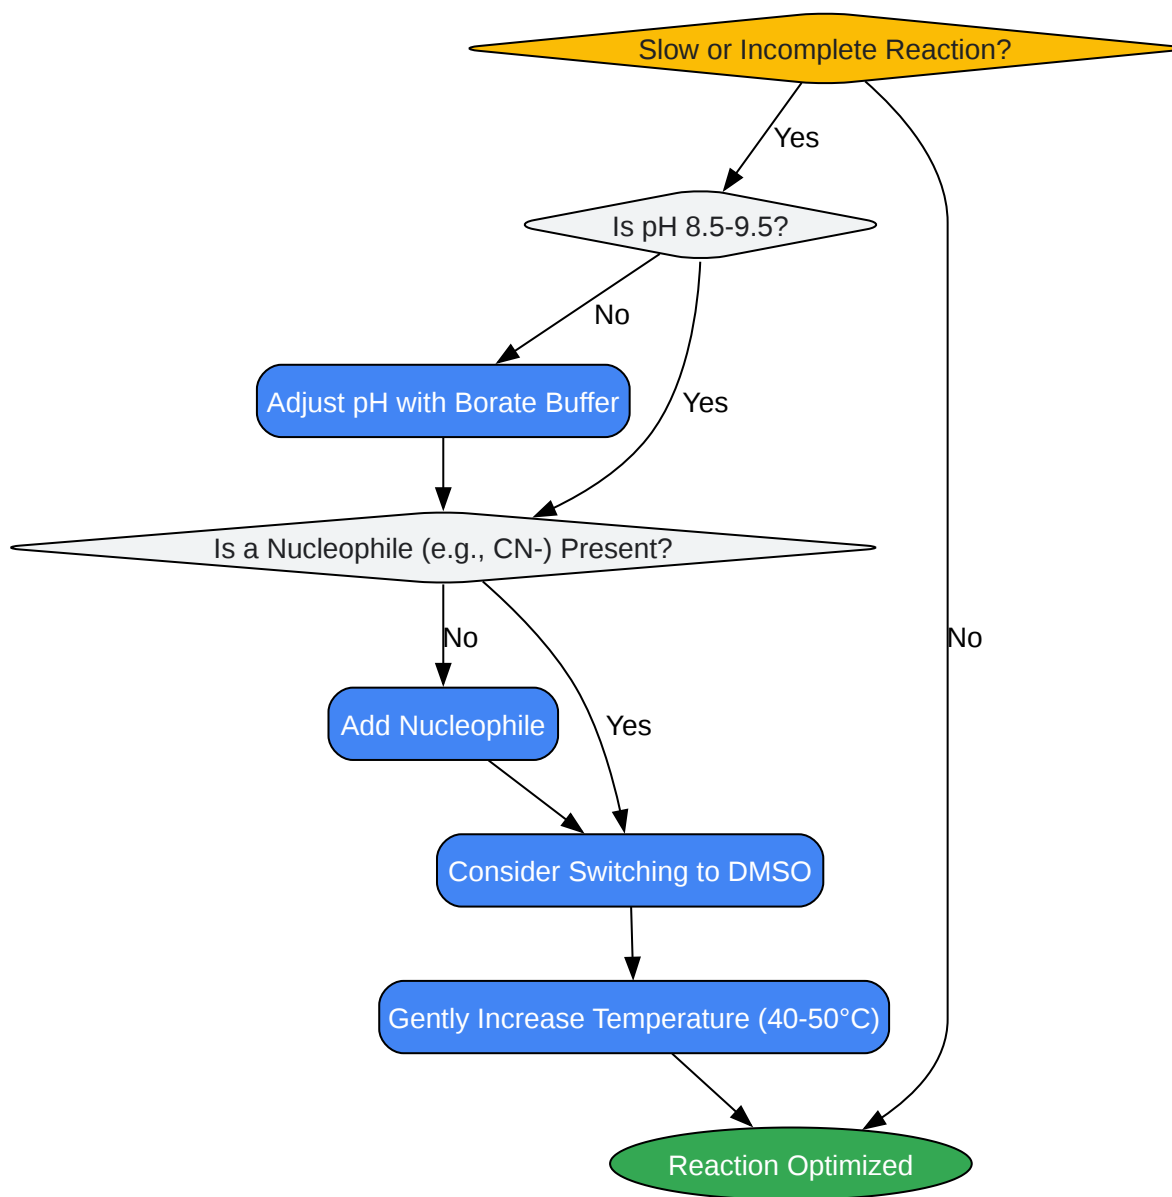 Slow or Incomplete Reaction?
Yes
Is pH 8.5-9.5?
No
Adjust pH with Borate Buffer
Yes
Is a Nucleophile (e.g., CN-) Present?
No
No
Add Nucleophile
Yes
Consider Switching to DMSO
Gently Increase Temperature (40-50°C)
Reaction Optimized